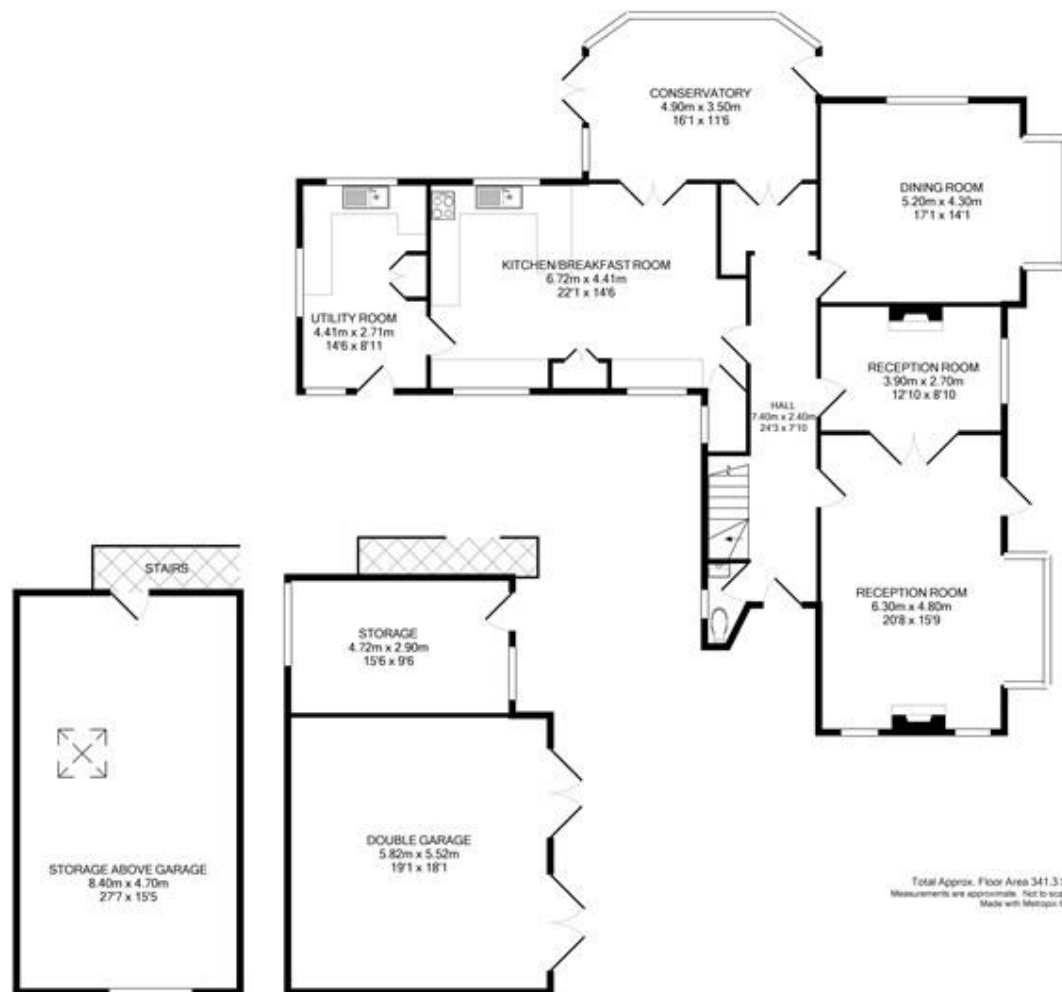 CONSERVATORY
4.90m x 3.50m
16'1 x 11'6
DINING ROOM
5.20m x 4.30m
17'1 x 14'1
KITCHEN/BREAKFAST ROOM
6.72m x 4.41m
22'1 x 14'6
UTILITY ROOM
4.41m x 2.71m
14'6 x 8'11
RECEPTION ROOM
3.90m x 2.70m
12'10 x 8'10
HALL
7.40m x 2.40m
24'3 x 7'10
STAIRS
RECEPTION ROOM
6.30m x 4.80m
20'8 x 15'9
STORAGE
4.72m x 2.90m
15'6 x 9'6
DOUBLE GARAGE
5.82m x 5.52m
19'1 x 18'1
STORAGE ABOVE GARAGE
8.40m x 4.70m
27'7 x 15'5
Total Approx. Floor Area 341.3
Measurements are approximate. Not to
Made with Metropix